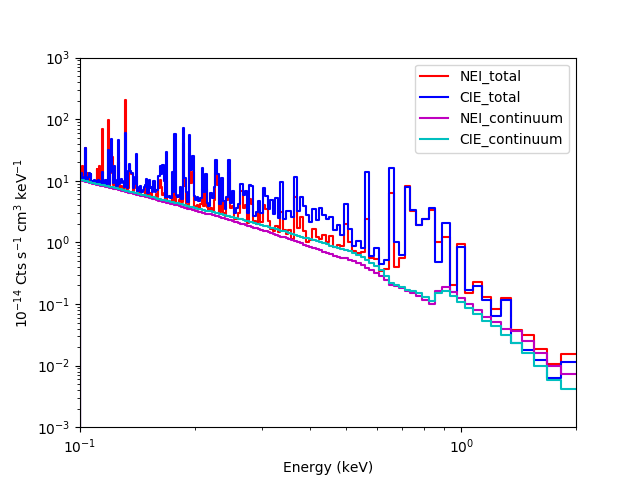 10³
10²
10¹
10⁰
10⁻¹
10⁻²
10⁻³
10⁻¹⁴ Cts s⁻¹ cm³ keV⁻¹
NEI_total
CIE_total
NEI_continuum
CIE_continuum
10⁻¹
10⁰
Energy (keV)